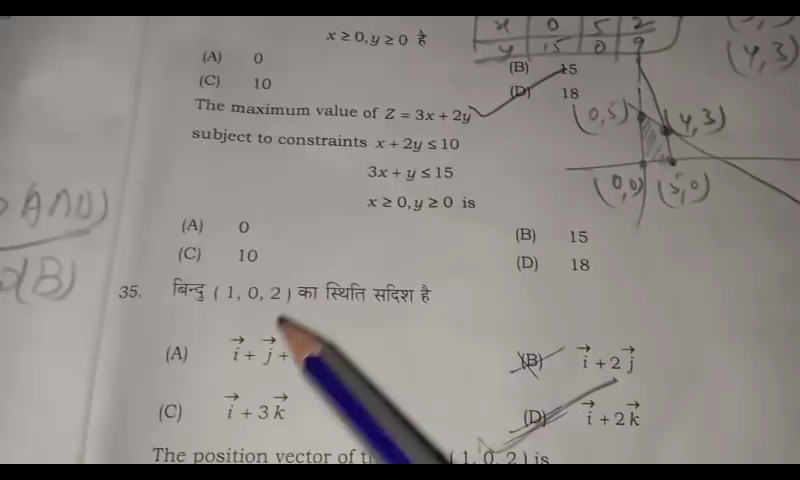 x ≥ 0, y ≥ 0 है
x 0 5 2
y 15 0 9
(4, 3)
(A) 0
(B) 15
(C) 10
(D) 18
The maximum value of Z = 3x + 2y
subject to constraints x + 2y ≤ 10
(0,5) (4,3)
3x + y ≤ 15
x ≥ 0, y ≥ 0 is
(0,0) (5,0)
(A) 0
(B) 15
(C) 10
(D) 18
35. बिन्दु ( 1, 0, 2 ) का स्थिति सदिश है
(A) i⃗ + j⃗ +
(B) i⃗ + 2 j⃗
(C) i⃗ + 3 k⃗
(D) i⃗ + 2 k⃗
The position vector of ( 1, 0, 2 ) is